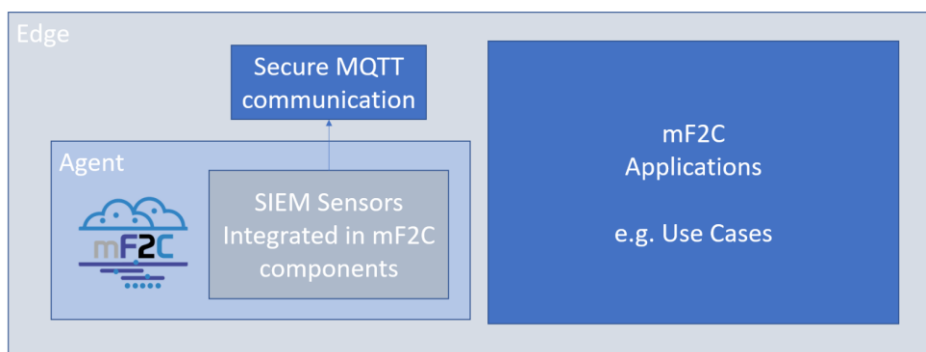 Edge
Secure MQTT
communication
Agent
mF2C
SIEM Sensors
Integrated in mF2C
components
mF2C
Applications
e.g. Use Cases